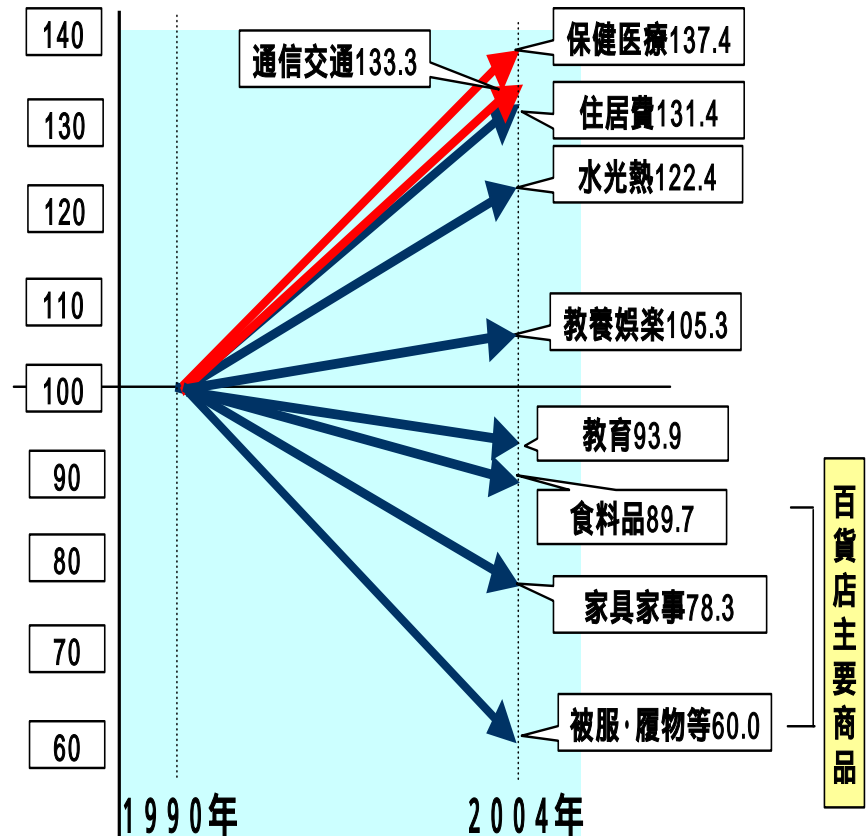 140
130
120
110
100
90
80
70
60
通信交通133.3
保健医療137.4
住居費131.4
水光熱122.4
教養娯楽105.3
教育93.9
食料品89.7
家具家事78.3
被服・履物等60.0
百貨店主要商品
1990年
2004年